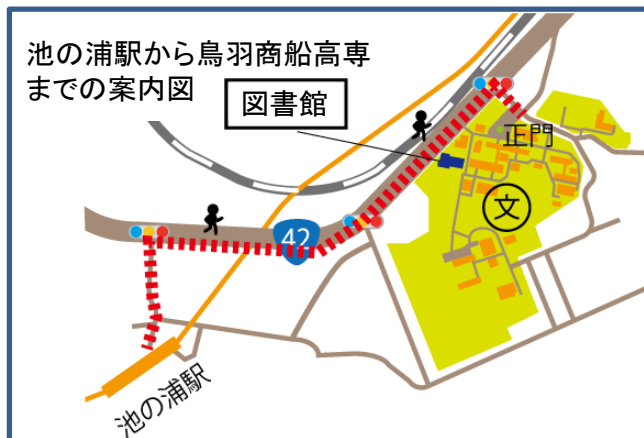 池の浦駅から鳥羽商船高専
までの案内図
図書館
正門
文
42
池の浦駅